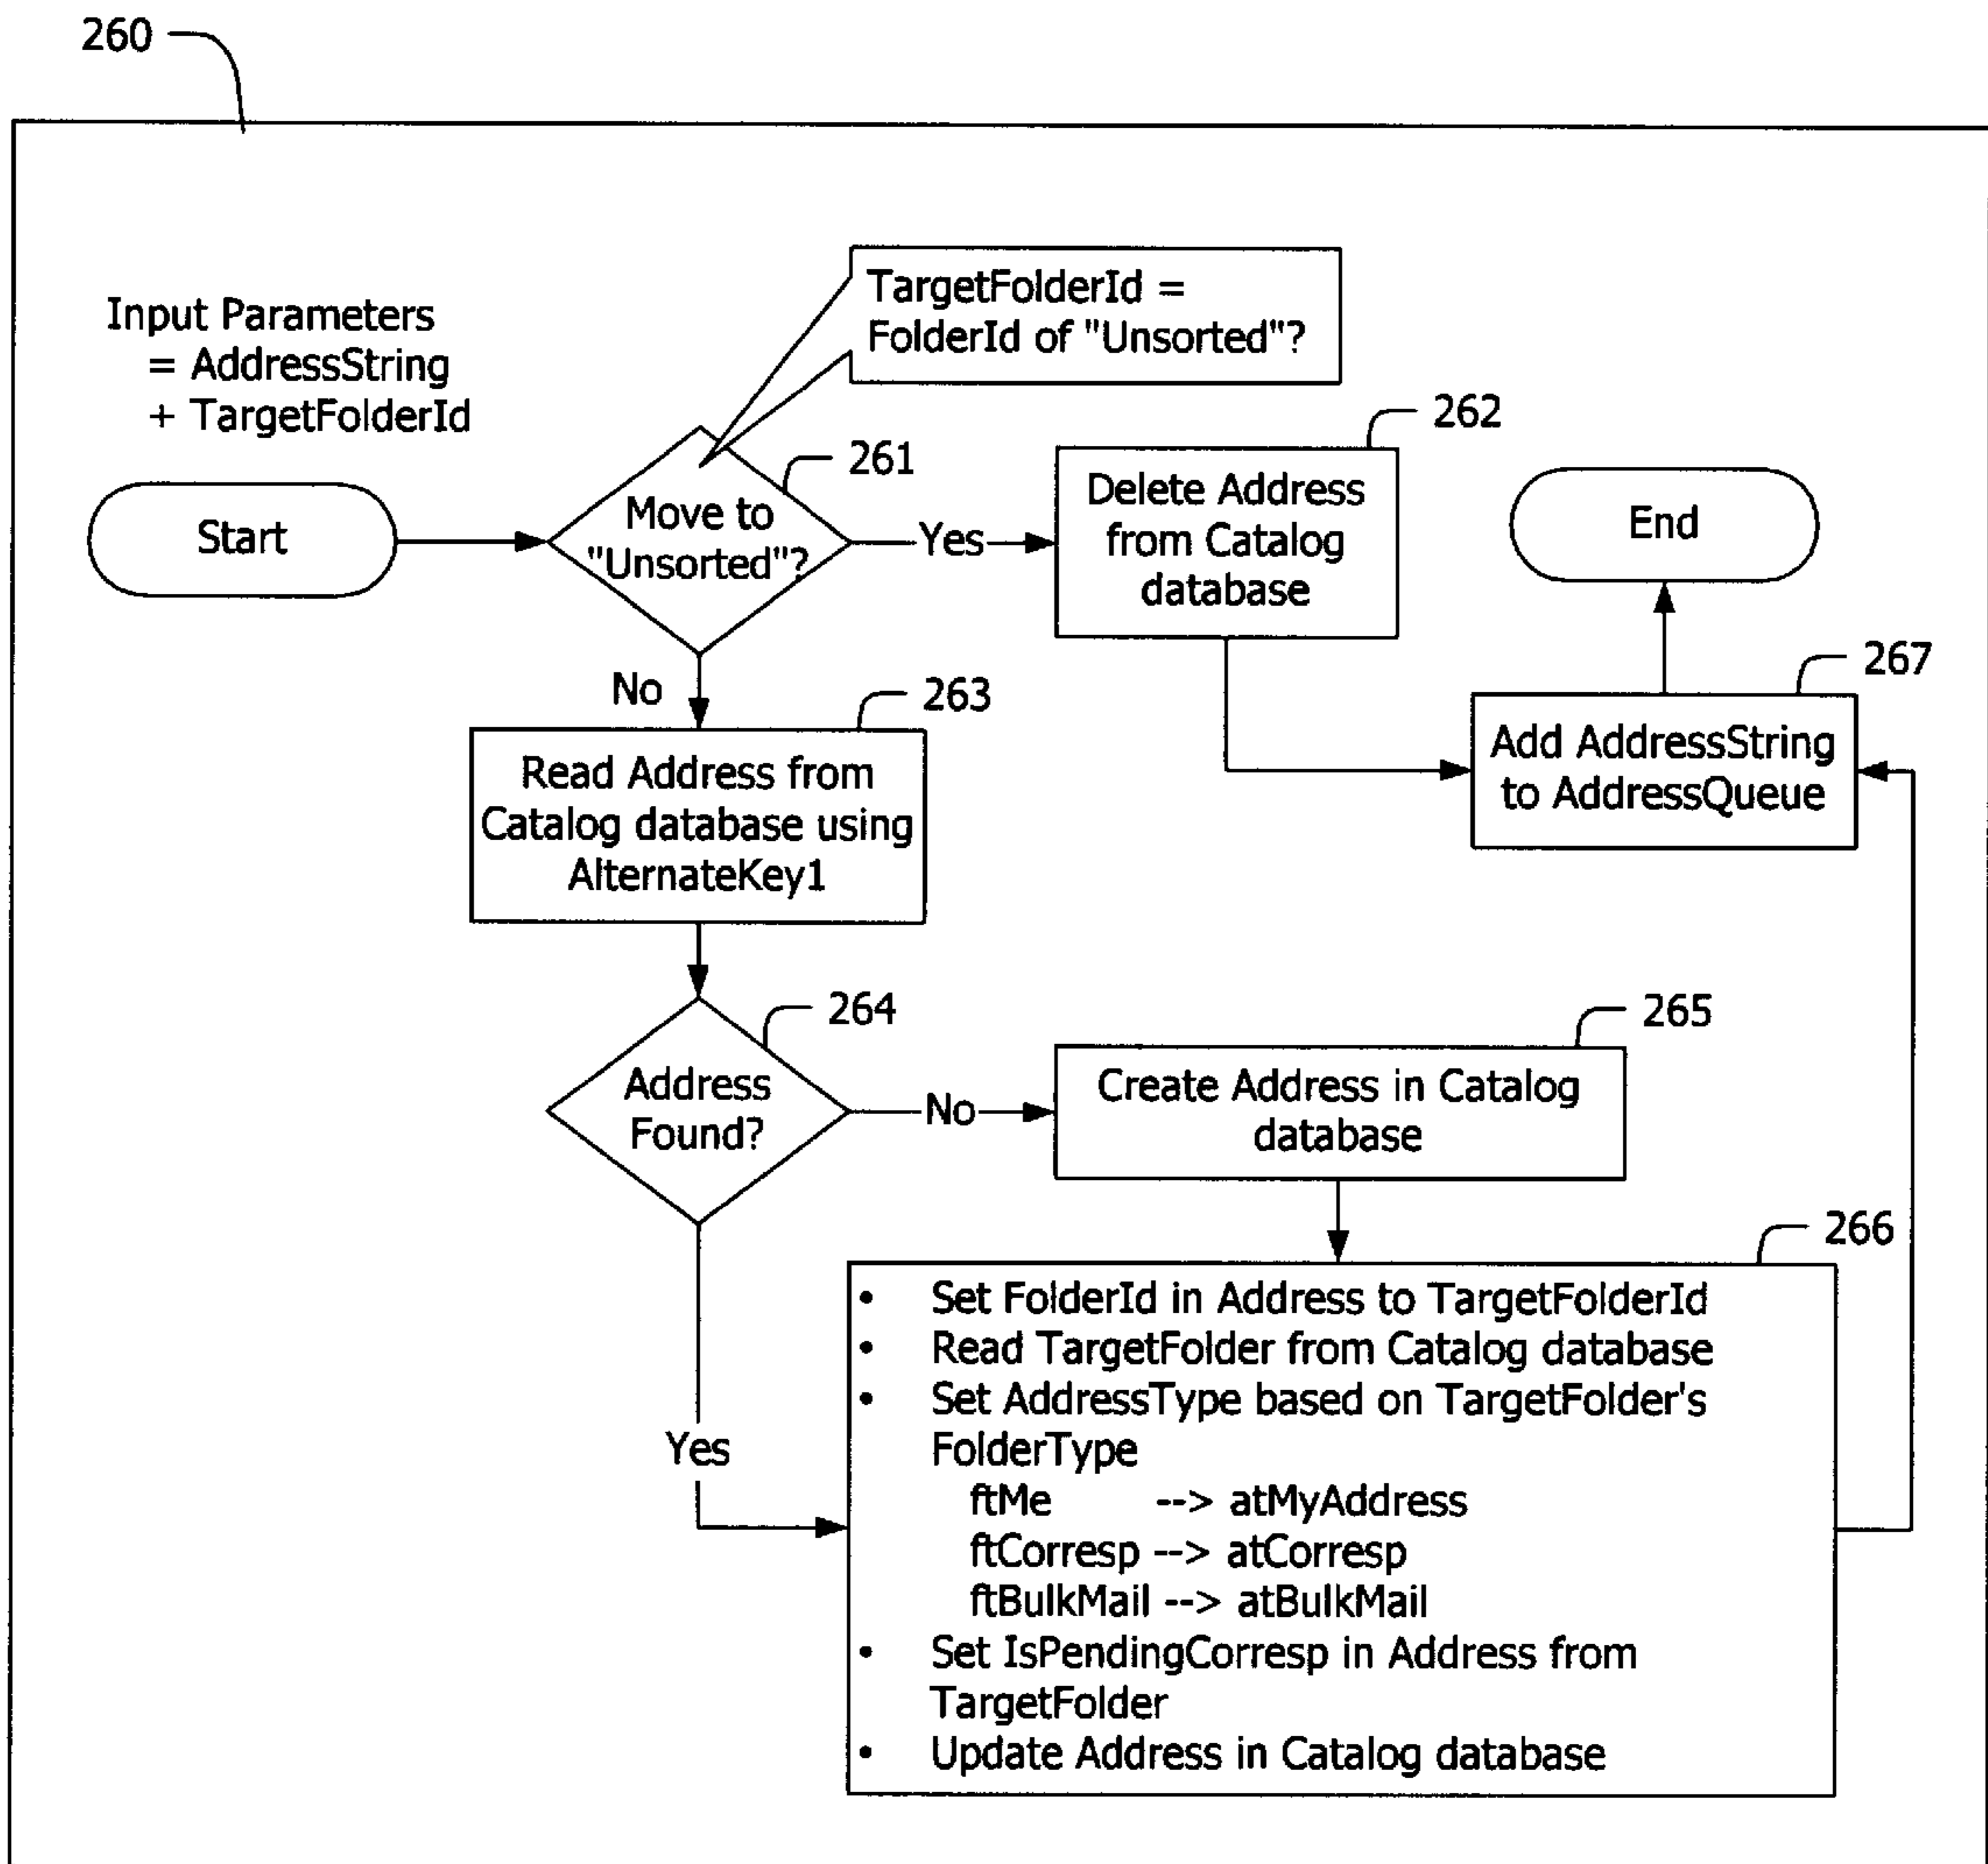 260
Input Parameters
= AddressString
+ TargetFolderId
TargetFolderId =
FolderId of "Unsorted"?
Start
261
Move to
"Unsorted"?
Yes
262
Delete Address
from Catalog
database
End
No
263
Read Address from
Catalog database using
AlternateKey1
267
Add AddressString
to AddressQueue
264
Address
Found?
No
265
Create Address in Catalog
database
Yes
266
• Set FolderId in Address to TargetFolderId
• Read TargetFolder from Catalog database
• Set AddressType based on TargetFolder's
FolderType
ftMe --> atMyAddress
ftCorresp --> atCorresp
ftBulkMail --> atBulkMail
• Set IsPendingCorresp in Address from
TargetFolder
• Update Address in Catalog database